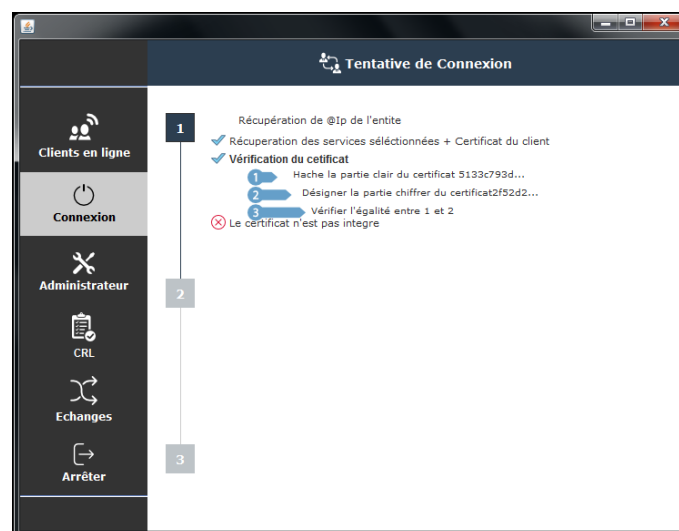 Tentative de Connexion
Clients en ligne
Connexion
Administrateur
CRL
Echanges
Arrêter
1
Récupération de @Ip de l'entite
Récuperation des services séléctionnées + Certificat du client
Vérification du cetificat
1 Hache la partie clair du certificat 5133c793d...
2 Désigner la partie chiffrer du certificat2f52d2...
3 Vérifier l'égalité entre 1 et 2
Le certificat n'est pas integre
2
3